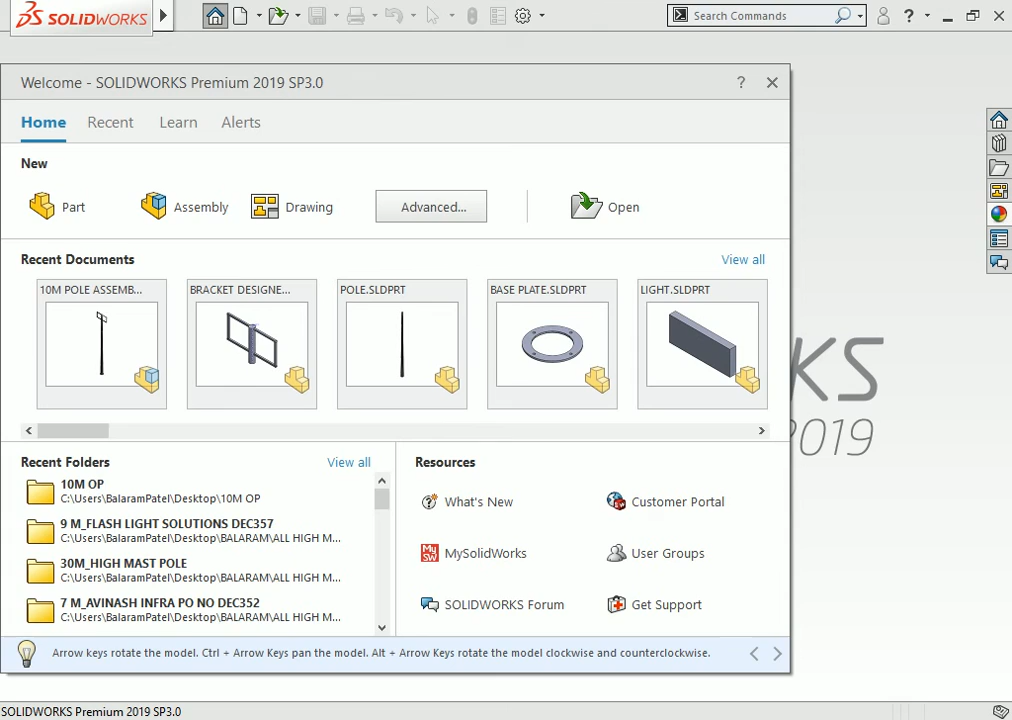 SOLIDWORKS
Search Commands
?
Welcome - SOLIDWORKS Premium 2019 SP3.0
?
Home Recent Learn Alerts
New
Part Assembly Drawing Advanced... Open
Recent Documents View all
10M POLE ASSEMB... BRACKET DESIGNE... POLE.SLDPRT BASE PLATE.SLDPRT LIGHT.SLDPRT
KS
2019
Recent Folders View all
10M OP
C:\Users\BalaramPatel\Desktop\10M OP
9 M_FLASH LIGHT SOLUTIONS DEC357
C:\Users\BalaramPatel\Desktop\BALARAM\ALL HIGH M...
30M_HIGH MAST POLE
C:\Users\BalaramPatel\Desktop\BALARAM\ALL HIGH M...
7 M_AVINASH INFRA PO NO DEC352
C:\Users\BalaramPatel\Desktop\BALARAM\ALL HIGH M...
Resources
What's New Customer Portal
My SW MySolidWorks User Groups
SOLIDWORKS Forum Get Support
Arrow keys rotate the model. Ctrl + Arrow Keys pan the model. Alt + Arrow Keys rotate the model clockwise and counterclockwise.
SOLIDWORKS Premium 2019 SP3.0